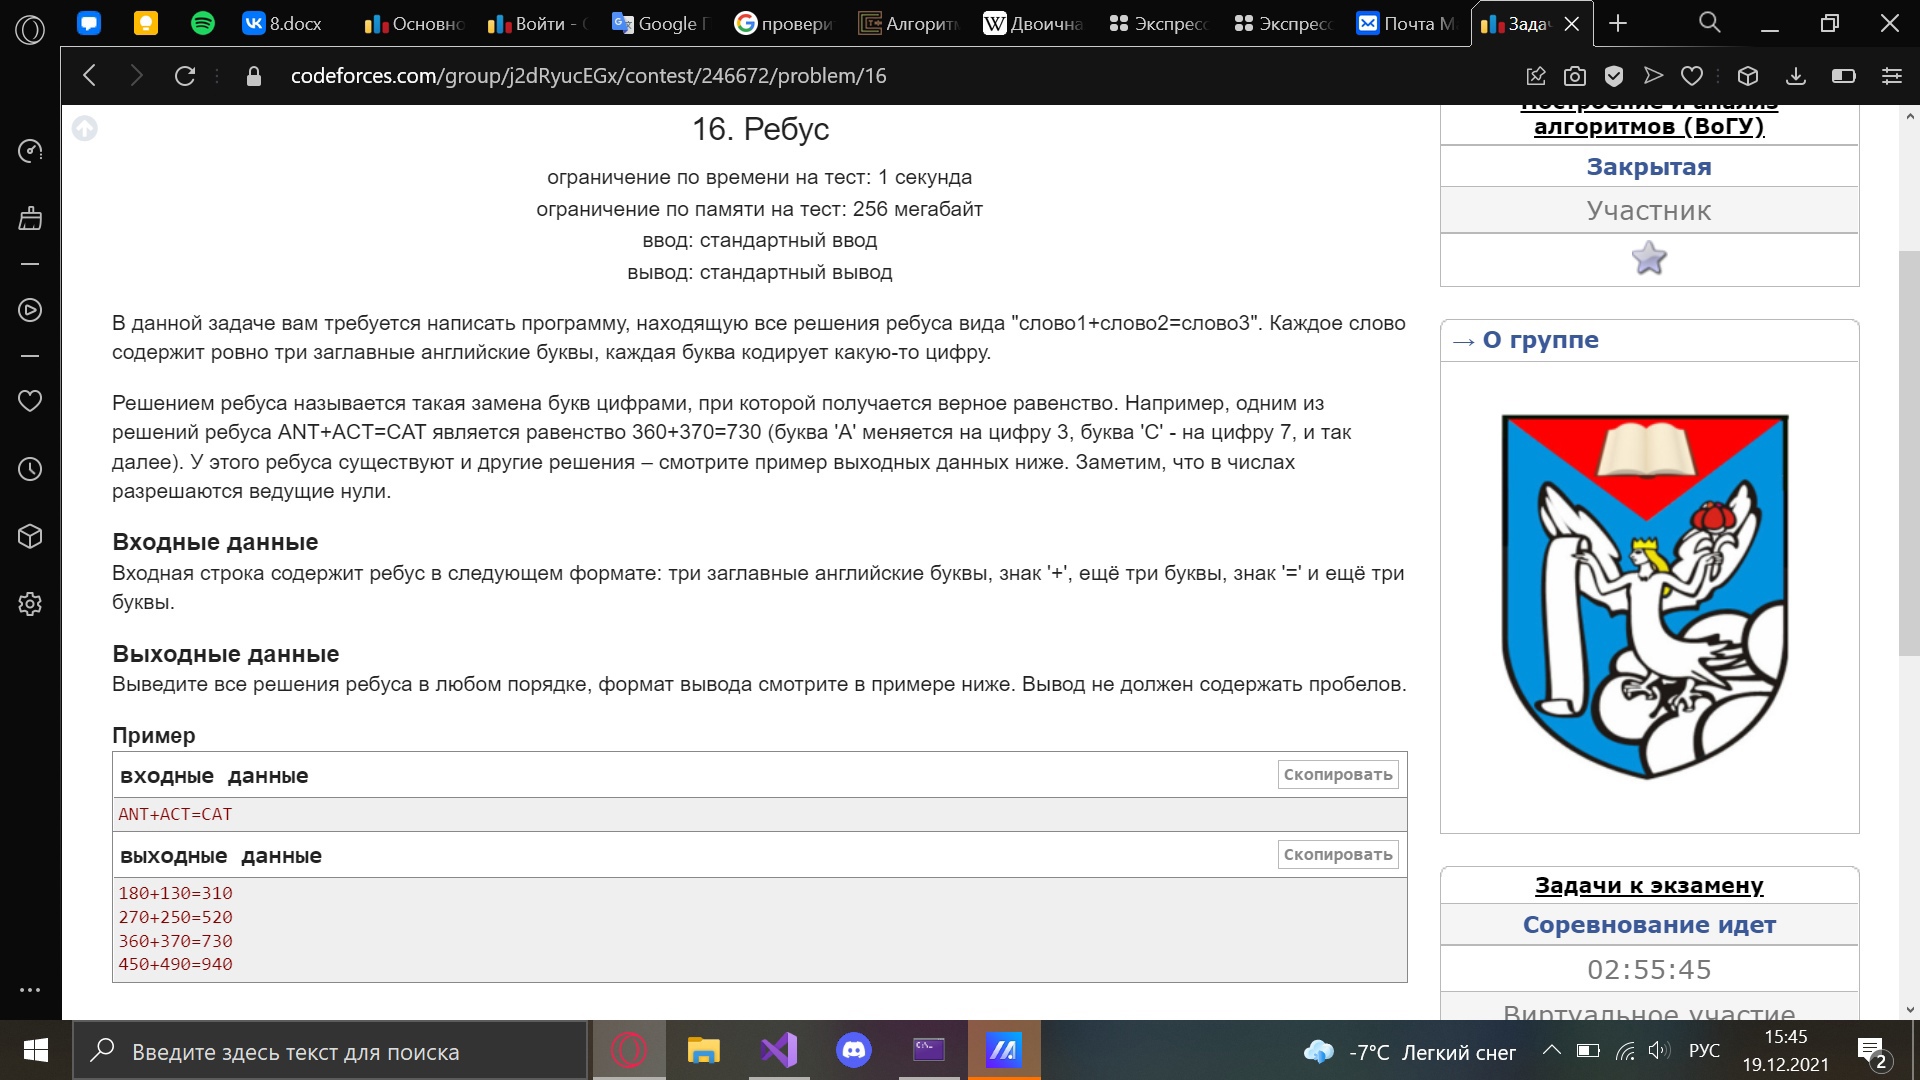 8.docx
Основно
Войти - С
Google П
провери
Алгоритм
Двоична
Экспресс
Экспресс
Почта М
Задач
codeforces.com/group/j2dRyucEGx/contest/246672/problem/16
16. Ребус
ограничение по времени на тест: 1 секунда
ограничение по памяти на тест: 256 мегабайт
ввод: стандартный ввод
вывод: стандартный вывод
В данной задаче вам требуется написать программу, находящую все решения ребуса вида "слово1+слово2=слово3". Каждое слово
содержит ровно три заглавные английские буквы, каждая буква кодирует какую-то цифру.
Решением ребуса называется такая замена букв цифрами, при которой получается верное равенство. Например, одним из
решений ребуса ANT+ACT=CAT является равенство 360+370=730 (буква 'A' меняется на цифру 3, буква 'C' - на цифру 7, и так
далее). У этого ребуса существуют и другие решения – смотрите пример выходных данных ниже. Заметим, что в числах
разрешаются ведущие нули.
Входные данные
Входная строка содержит ребус в следующем формате: три заглавные английские буквы, знак '+', ещё три буквы, знак '=' и ещё три
буквы.
Выходные данные
Выведите все решения ребуса в любом порядке, формат вывода смотрите в примере ниже. Вывод не должен содержать пробелов.
Пример
входные данные
Скопировать
ANT+ACT=CAT
выходные данные
Скопировать
180+130=310
270+250=520
360+370=730
450+490=940
Построение и анализ
алгоритмов (ВоГУ)
Закрытая
Участник
→ О группе
Задачи к экзамену
Соревнование идет
02:55:45
Виртуальное участие
Введите здесь текст для поиска
-7°C Легкий снег
РУС
15:45
19.12.2021
2